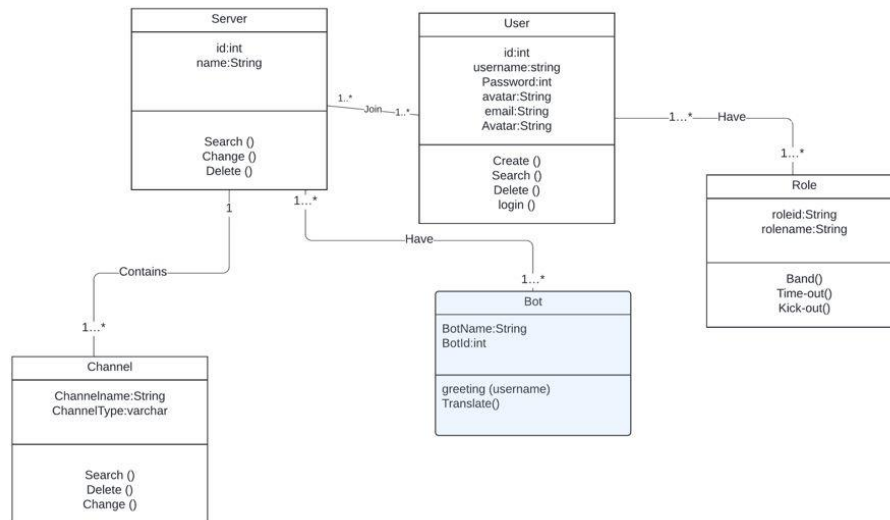 Server
id:int
name:String
Search ()
Change ()
Delete ()
User
id:int
username:string
Password:int
avatar:String
email:String
Avatar:String
Create ()
Search ()
Delete ()
login ()
1..*
Join
1..*
1...*
Have
1...*
Role
roleid:String
rolename:String
Band()
Time-out()
Kick-out()
1
Contains
1...*
1...*
Have
1...*
Bot
BotName:String
BotId:int
greeting (username)
Translate()
Channel
Channelname:String
ChannelType:varchar
Search ()
Delete ()
Change ()